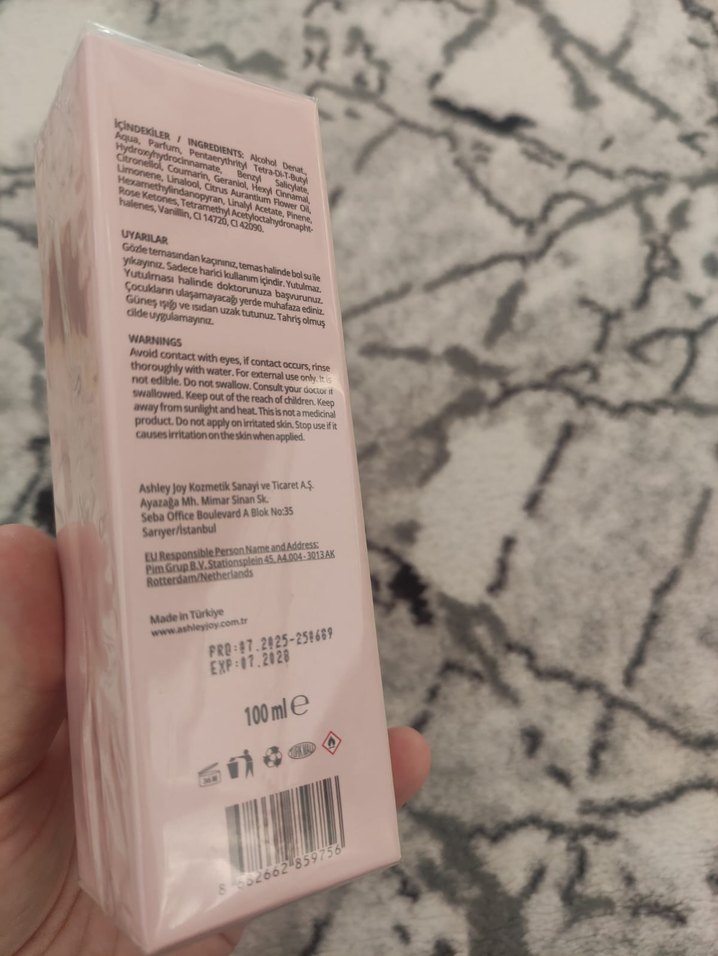 İÇİNDEKİLER / INGREDIENTS: Alcohol Denat.,
Aqua, Parfum, Pentaerythrityl Tetra-Di-T-Butyl
Hydroxyhydrocinnamate, Benzyl Salicylate,
Citronellol, Coumarin, Geraniol, Hexyl Cinnamal,
Limonene, Linalool, Citrus Aurantium Flower Oil,
Hexamethylindanopyran, Linalyl Acetate, Pinene,
Rose Ketones, Tetramethyl Acetyloctahydronapht-
halenes, Vanillin, CI 14720, CI 42090.
UYARILAR
Gözle temasından kaçınınız, temas halinde bol su ile
yıkayınız. Sadece harici kullanım içindir. Yutulmaz.
Yutulması halinde doktorunuza başvurunuz.
Çocukların ulaşamayacağı yerde muhafaza ediniz.
Güneş ışığı ve ısıdan uzak tutunuz. Tahriş olmuş
cilde uygulamayınız.
WARNINGS
Avoid contact with eyes, if contact occurs, rinse
thoroughly with water. For external use only. It is
not edible. Do not swallow. Consult your doctor if
swallowed. Keep out of the reach of children. Keep
away from sunlight and heat. This is not a medicinal
product. Do not apply on irritated skin. Stop use if it
causes irritation on the skin when applied.
Ashley Joy Kozmetik Sanayi ve Ticaret A.Ş.
Ayazağa Mh. Mimar Sinan Sk.
Seba Office Boulevard A Blok No:35
Sarıyer/İstanbul
EU Responsible Person Name and Address:
Pim Grup B.V. Stationsplein 45, A4.004 - 3013 AK
Rotterdam/Netherlands
Made in Türkiye
www.ashleyjoy.com.tr
PRD:07.2025-250689
EXP:07.2028
100 ml ℮
TÜRK MALI